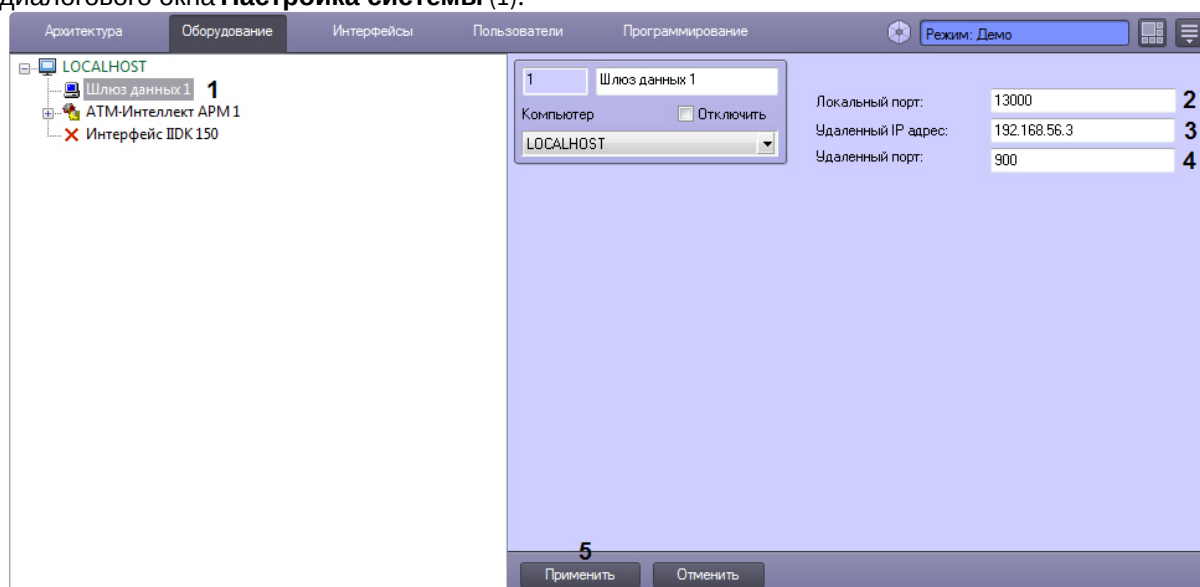 диалогового окна Настройка системы (1).
Архитектура Оборудование Интерфейсы Пользователи Программирование Режим: Демо
LOCALHOST
Шлюз данных 1 1
АТМ-Интеллект АРМ 1
Интерфейс IIDK 150
1 Шлюз данных 1
Компьютер Отключить
LOCALHOST
Локальный порт: 13000 2
Удаленный IP адрес: 192.168.56.3 3
Удаленный порт: 900 4
5
Применить Отменить